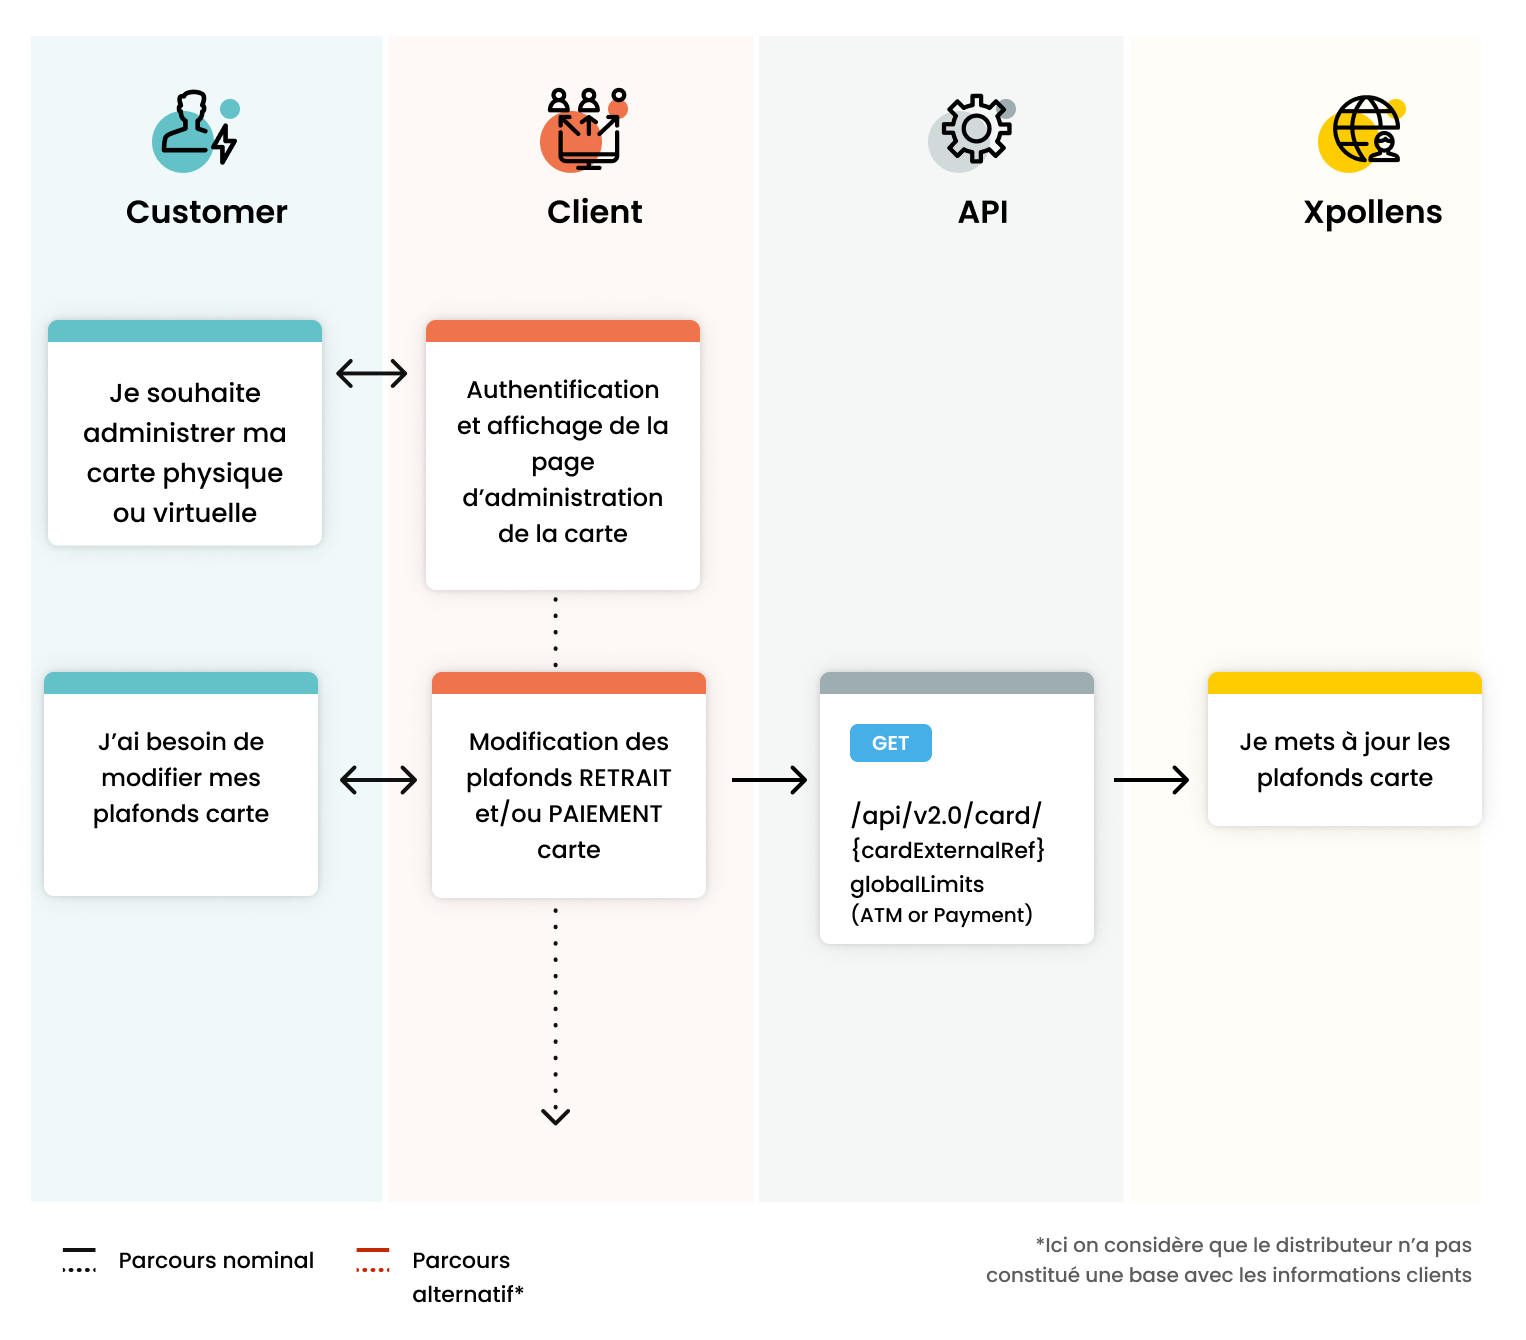 Customer
Client
API
Xpollens
Je souhaite
administrer ma
carte physique
ou virtuelle
Authentification
et affichage de la
page
d’administration
de la carte
J’ai besoin de
modifier mes
plafonds carte
Modification des
plafonds RETRAIT
et/ou PAIEMENT
carte
GET
/api/v2.0/card/
{cardExternalRef}
globalLimits
(ATM or Payment)
Je mets à jour les
plafonds carte
Parcours nominal
Parcours
alternatif*
*Ici on considère que le distributeur n’a pas
constitué une base avec les informations clients